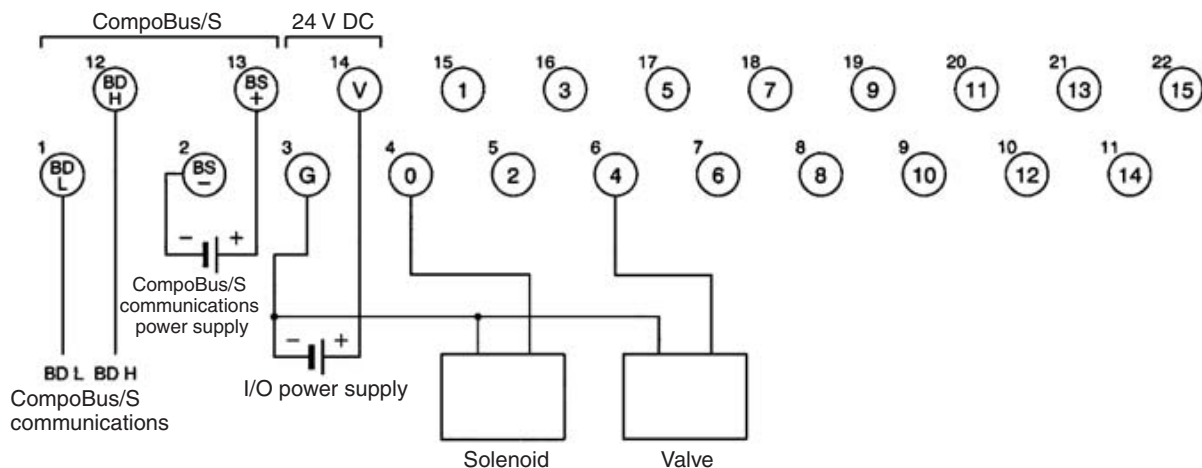 CompoBus/S 24 V DC
12 13 14 15 16 17 18 19 20 21 22
BD H BS + V 1 3 5 7 9 11 13 15
1 2 3 4 5 6 7 8 9 10 11
BD L BS − G 0 2 4 6 8 10 12 14
− +
CompoBus/S
communications
power supply
− +
BD L BD H
I/O power supply
CompoBus/S
communications
Solenoid Valve